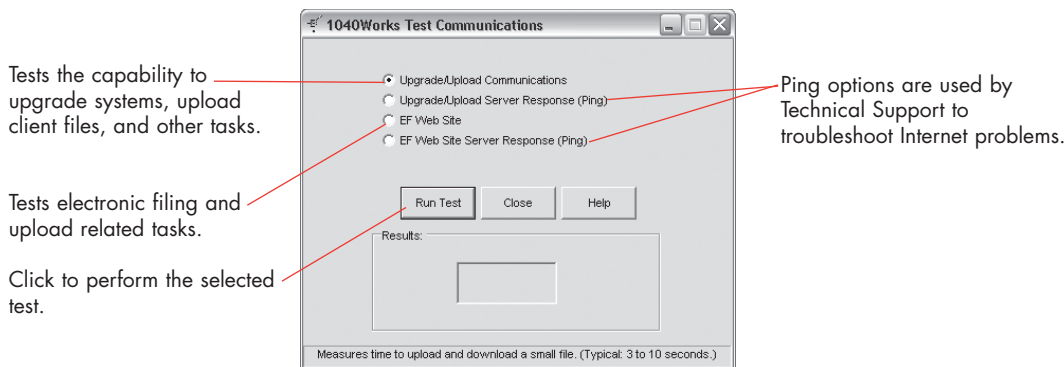 1040Works Test Communications
Tests the capability to
upgrade systems, upload
client files, and other tasks.
Upgrade/Upload Communications
Upgrade/Upload Server Response (Ping)
EF Web Site
EF Web Site Server Response (Ping)
Ping options are used by
Technical Support to
troubleshoot Internet problems.
Tests electronic filing and
upload related tasks.
Run Test
Close
Help
Click to perform the selected
test.
Results:
Measures time to upload and download a small file. (Typical: 3 to 10 seconds.)